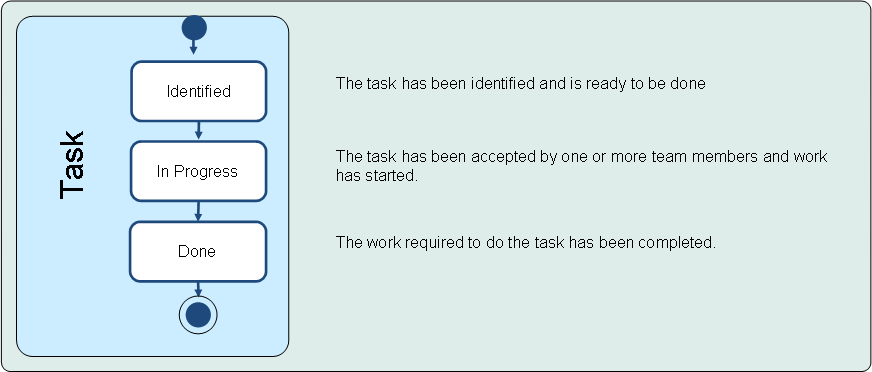 Task
Identified
The task has been identified and is ready to be done
In Progress
The task has been accepted by one or more team members and work
has started.
Done
The work required to do the task has been completed.